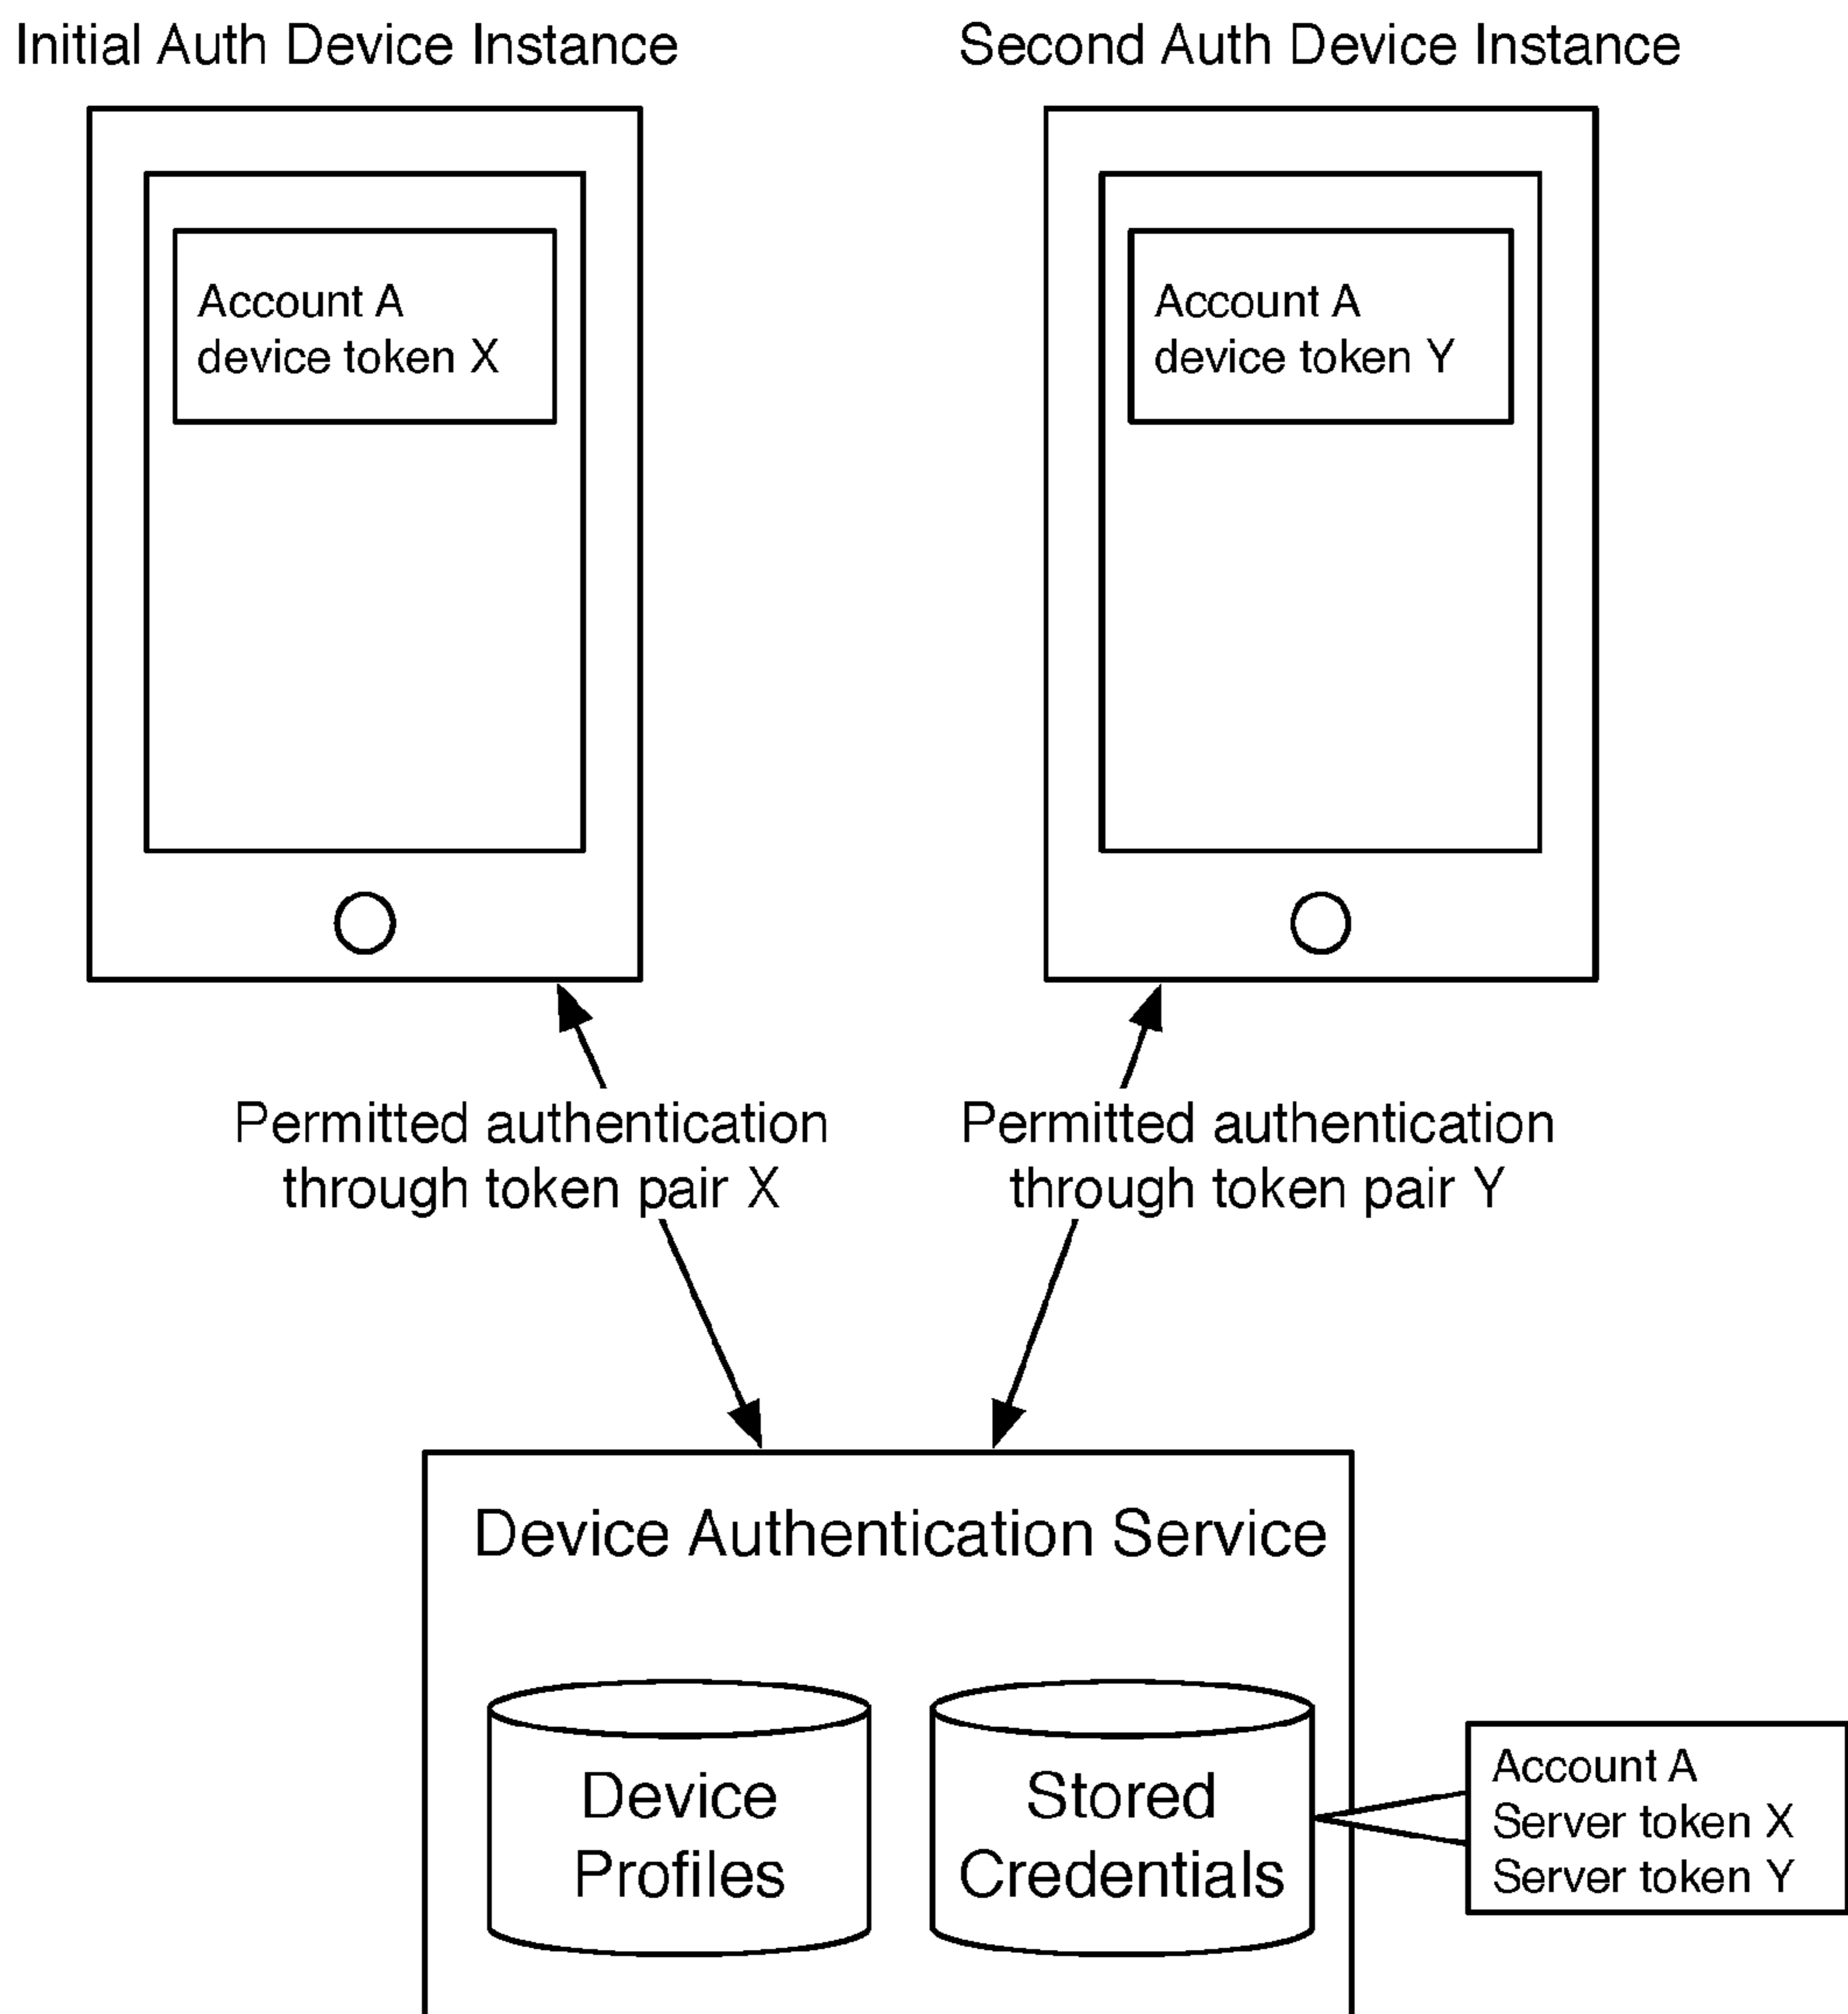 Initial Auth Device Instance
Second Auth Device Instance
Account A
device token X
Account A
device token Y
Permitted authentication
through token pair X
Permitted authentication
through token pair Y
Device Authentication Service
Device
Profiles
Stored
Credentials
Account A
Server token X
Server token Y